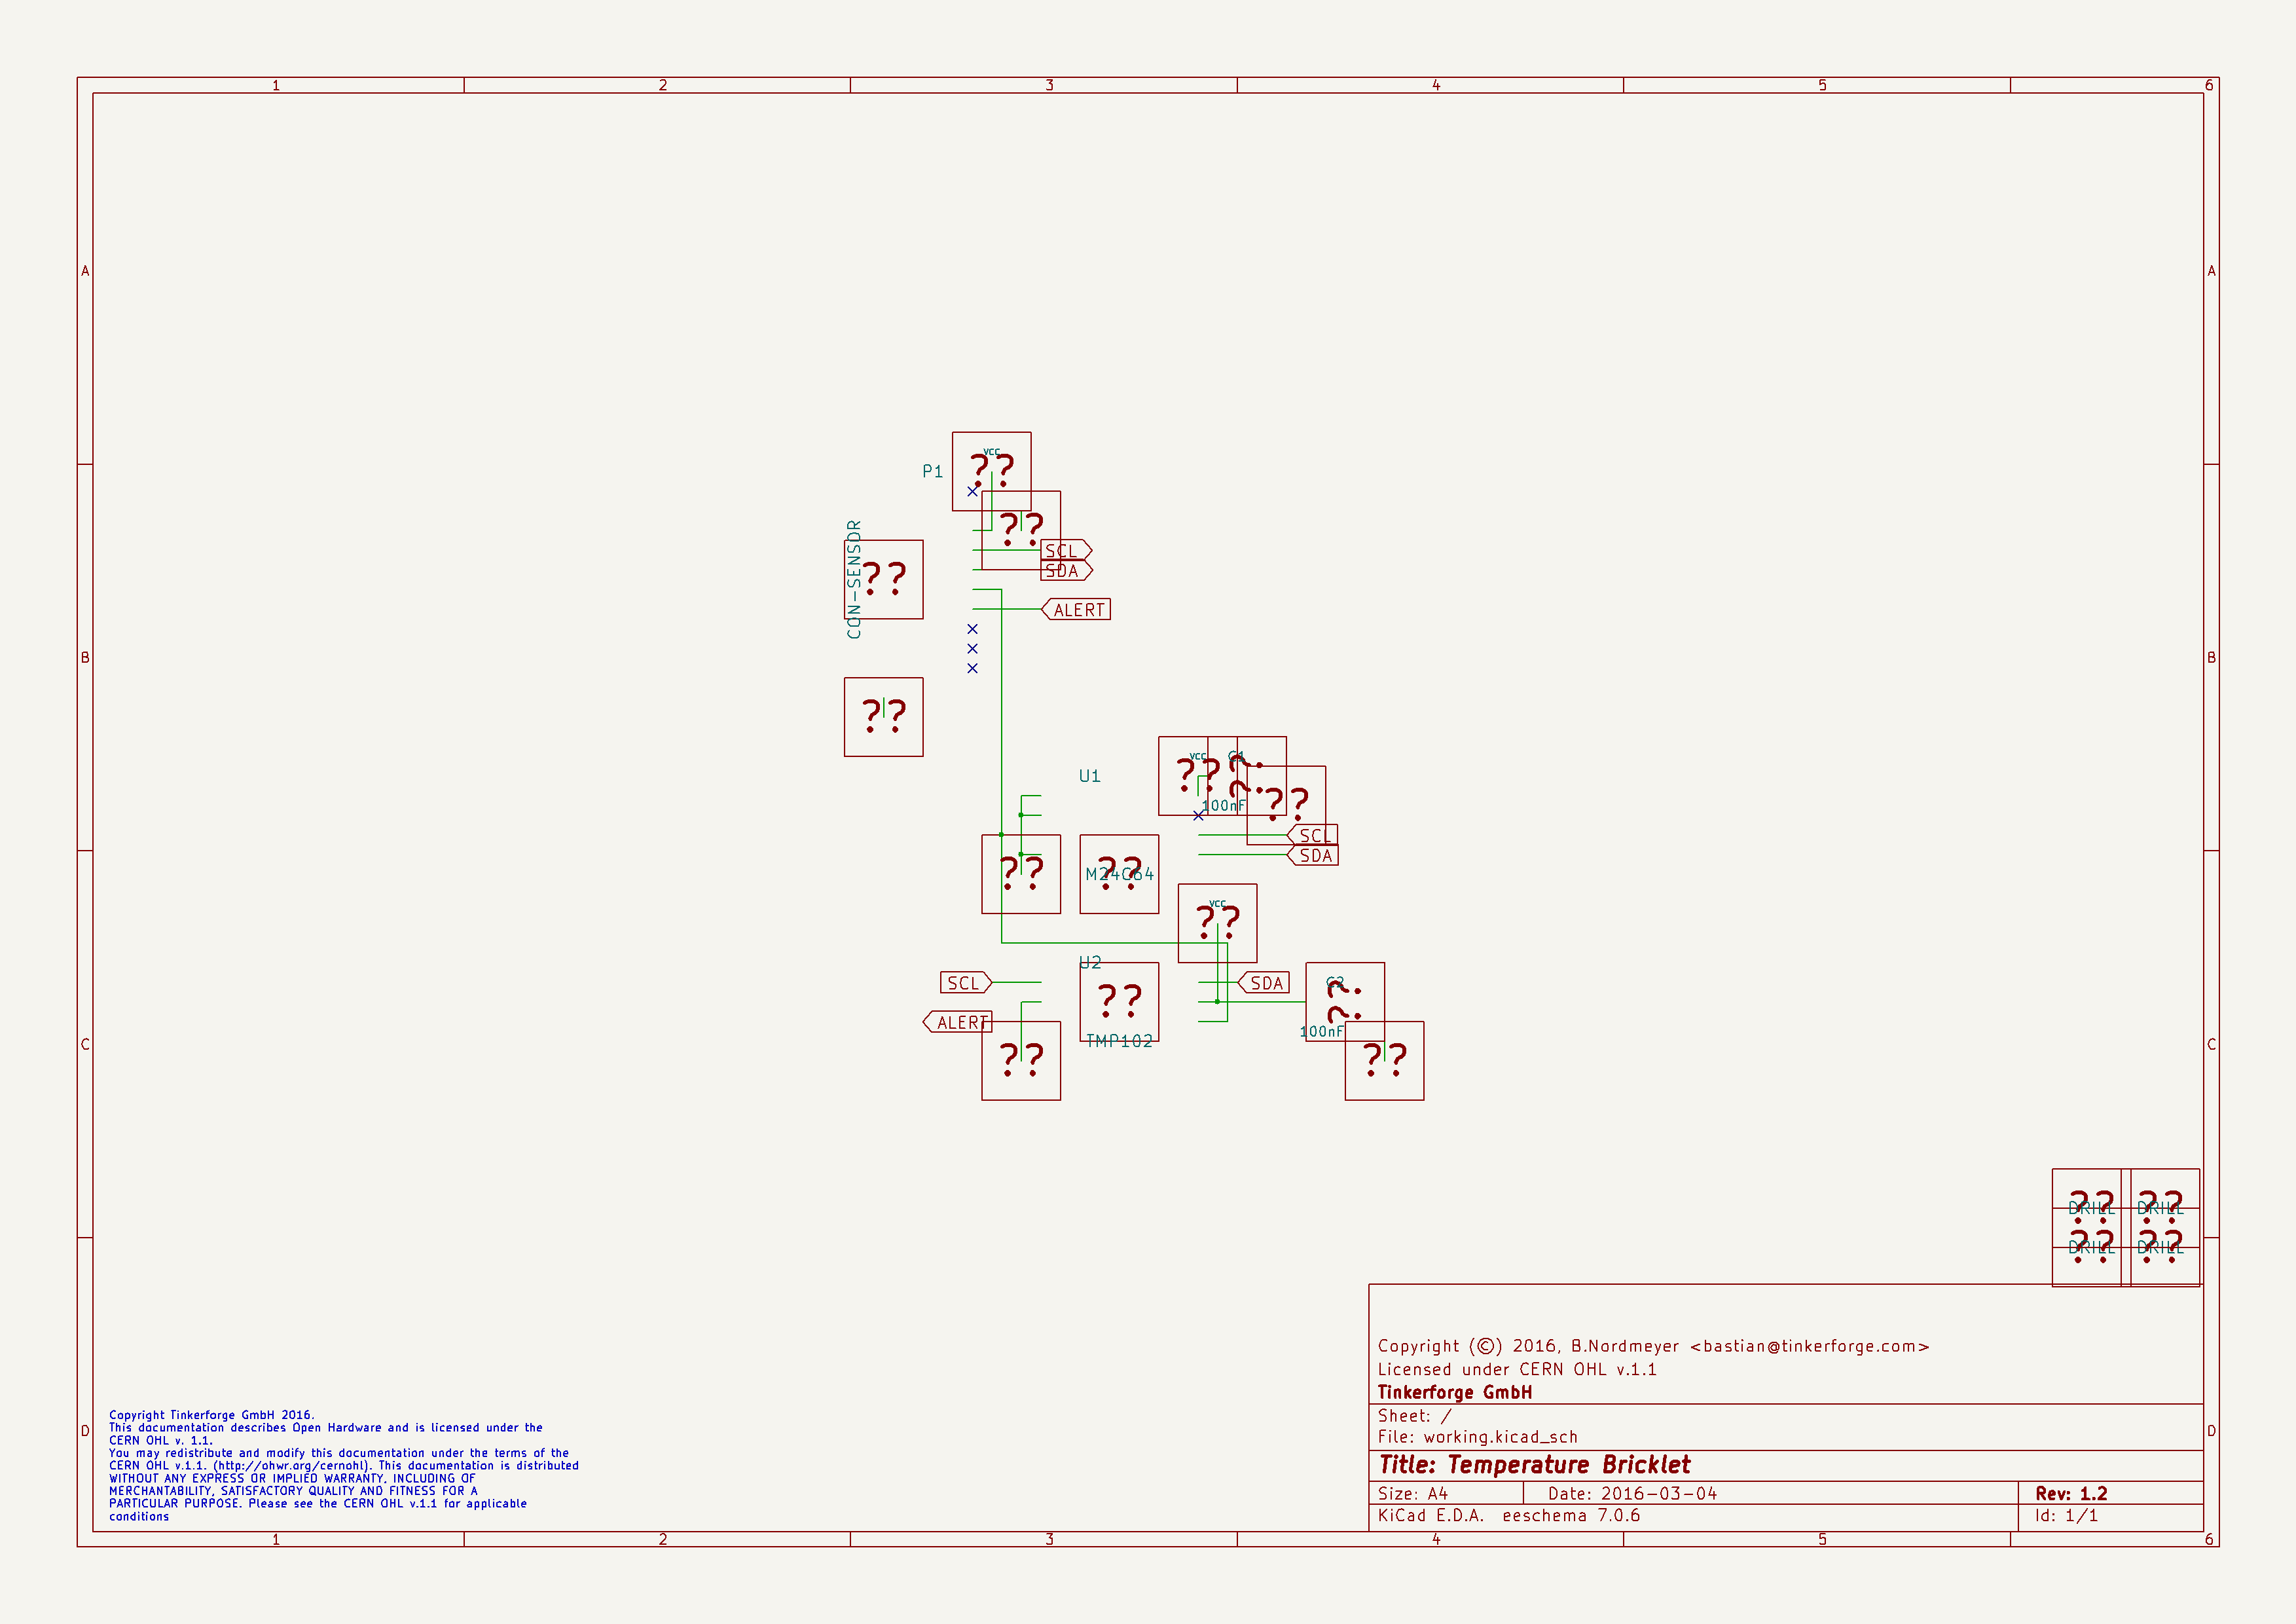 1 2 3 4 5 6
A A
VCC
??
P1
??
SCL
CON-SENSOR
??
SDA
ALERT
B B
??
U1
VCC
C1
??
??
??
100nF
SCL
SDA
??
??
M24C64
VCC
??
U2
SCL
??
SDA
C2
??
ALERT
100nF
TMP102
C C
??
??
?? ??
DRILL DRILL
?? ??
DRILL DRILL
Copyright (©) 2016, B.Nordmeyer <bastian@tinkerforge.com>
Licensed under CERN OHL v.1.1
Tinkerforge GmbH
Sheet: /
File: working.kicad_sch
Title: Temperature Bricklet
Size: A4 Date: 2016-03-04 Rev: 1.2
KiCad E.D.A. eeschema 7.0.6 Id: 1/1
Copyright Tinkerforge GmbH 2016.
This documentation describes Open Hardware and is licensed under the
CERN OHL v. 1.1.
You may redistribute and modify this documentation under the terms of the
CERN OHL v.1.1. (http://ohwr.org/cernohl). This documentation is distributed
WITHOUT ANY EXPRESS OR IMPLIED WARRANTY, INCLUDING OF
MERCHANTABILITY, SATISFACTORY QUALITY AND FITNESS FOR A
PARTICULAR PURPOSE. Please see the CERN OHL v.1.1 for applicable
conditions
D D
1 2 3 4 5 6